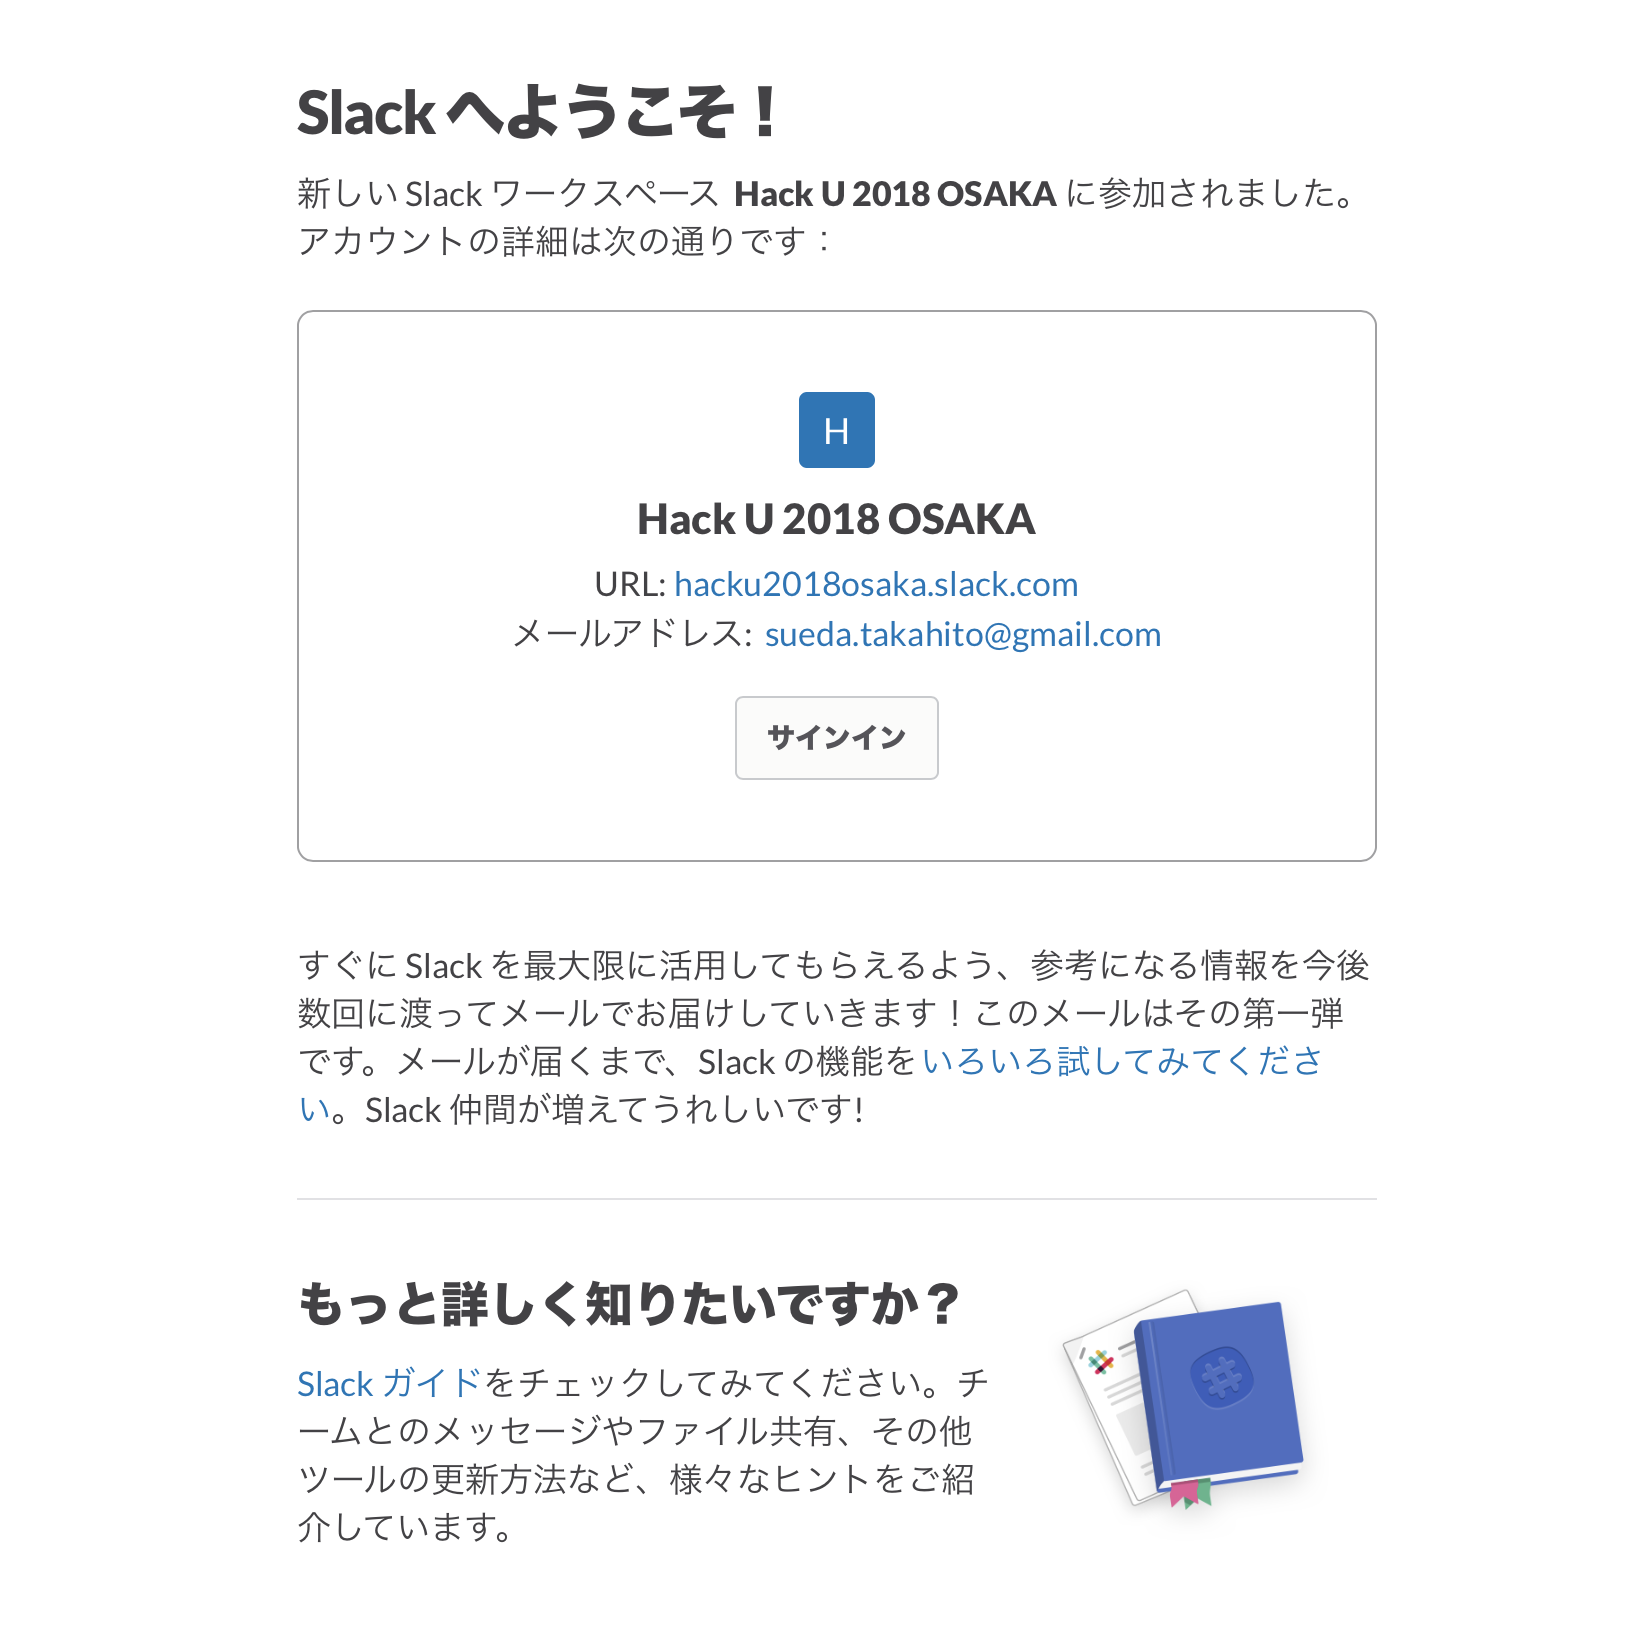 Slack へようこそ！
新しい Slack ワークスペース Hack U 2018 OSAKA に参加されました。
アカウントの詳細は次の通りです：
H
Hack U 2018 OSAKA
URL: hacku2018osaka.slack.com
メールアドレス: sueda.takahito@gmail.com
サインイン
すぐに Slack を最大限に活用してもらえるよう、参考になる情報を今後
数回に渡ってメールでお届けしていきます！このメールはその第一弾
です。メールが届くまで、Slack の機能をいろいろ試してみてくださ
い。Slack 仲間が増えてうれしいです!
もっと詳しく知りたいですか？
Slack ガイドをチェックしてみてください。チ
ームとのメッセージやファイル共有、その他
ツールの更新方法など、様々なヒントをご紹
介しています。